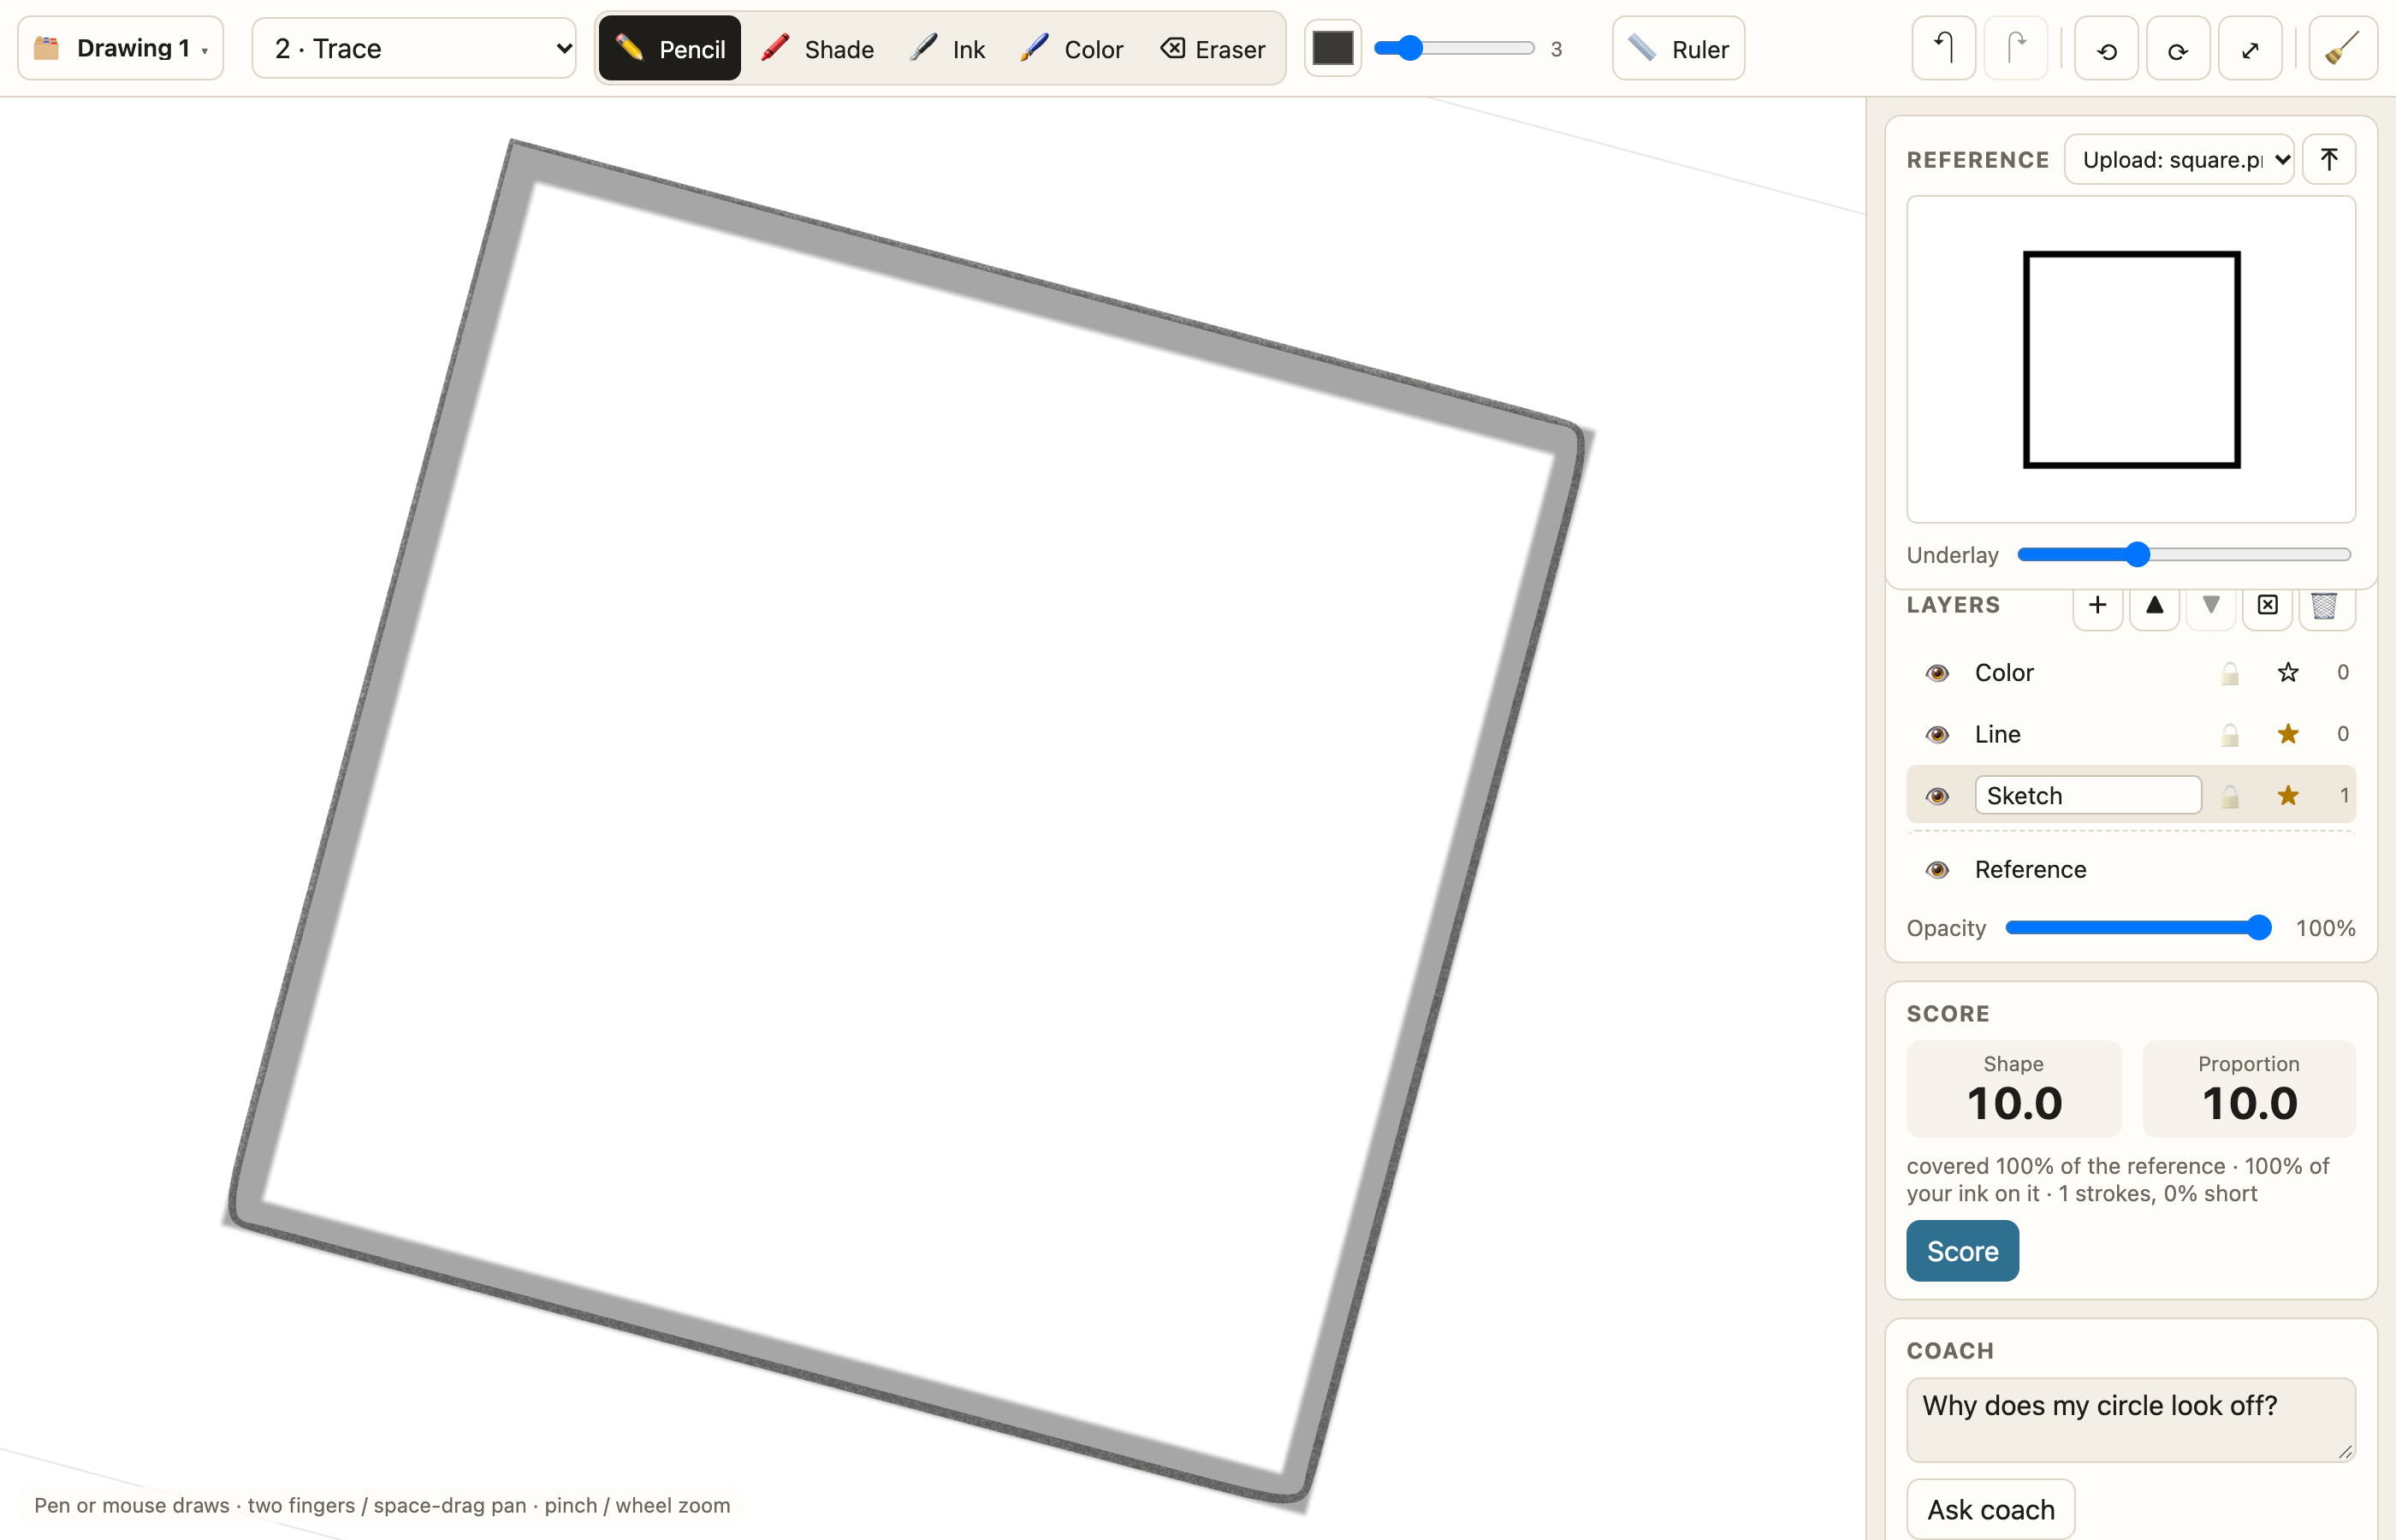 Drawing 1
2 · Trace
Pencil
Shade
Ink
Color
Eraser
3
Ruler
REFERENCE
Upload: square.pr
Underlay
LAYERS
Color 0
Line 0
Sketch 1
Reference
Opacity 100%
SCORE
Shape
10.0
Proportion
10.0
covered 100% of the reference · 100% of
your ink on it · 1 strokes, 0% short
Score
COACH
Why does my circle look off?
Ask coach
Pen or mouse draws · two fingers / space-drag pan · pinch / wheel zoom